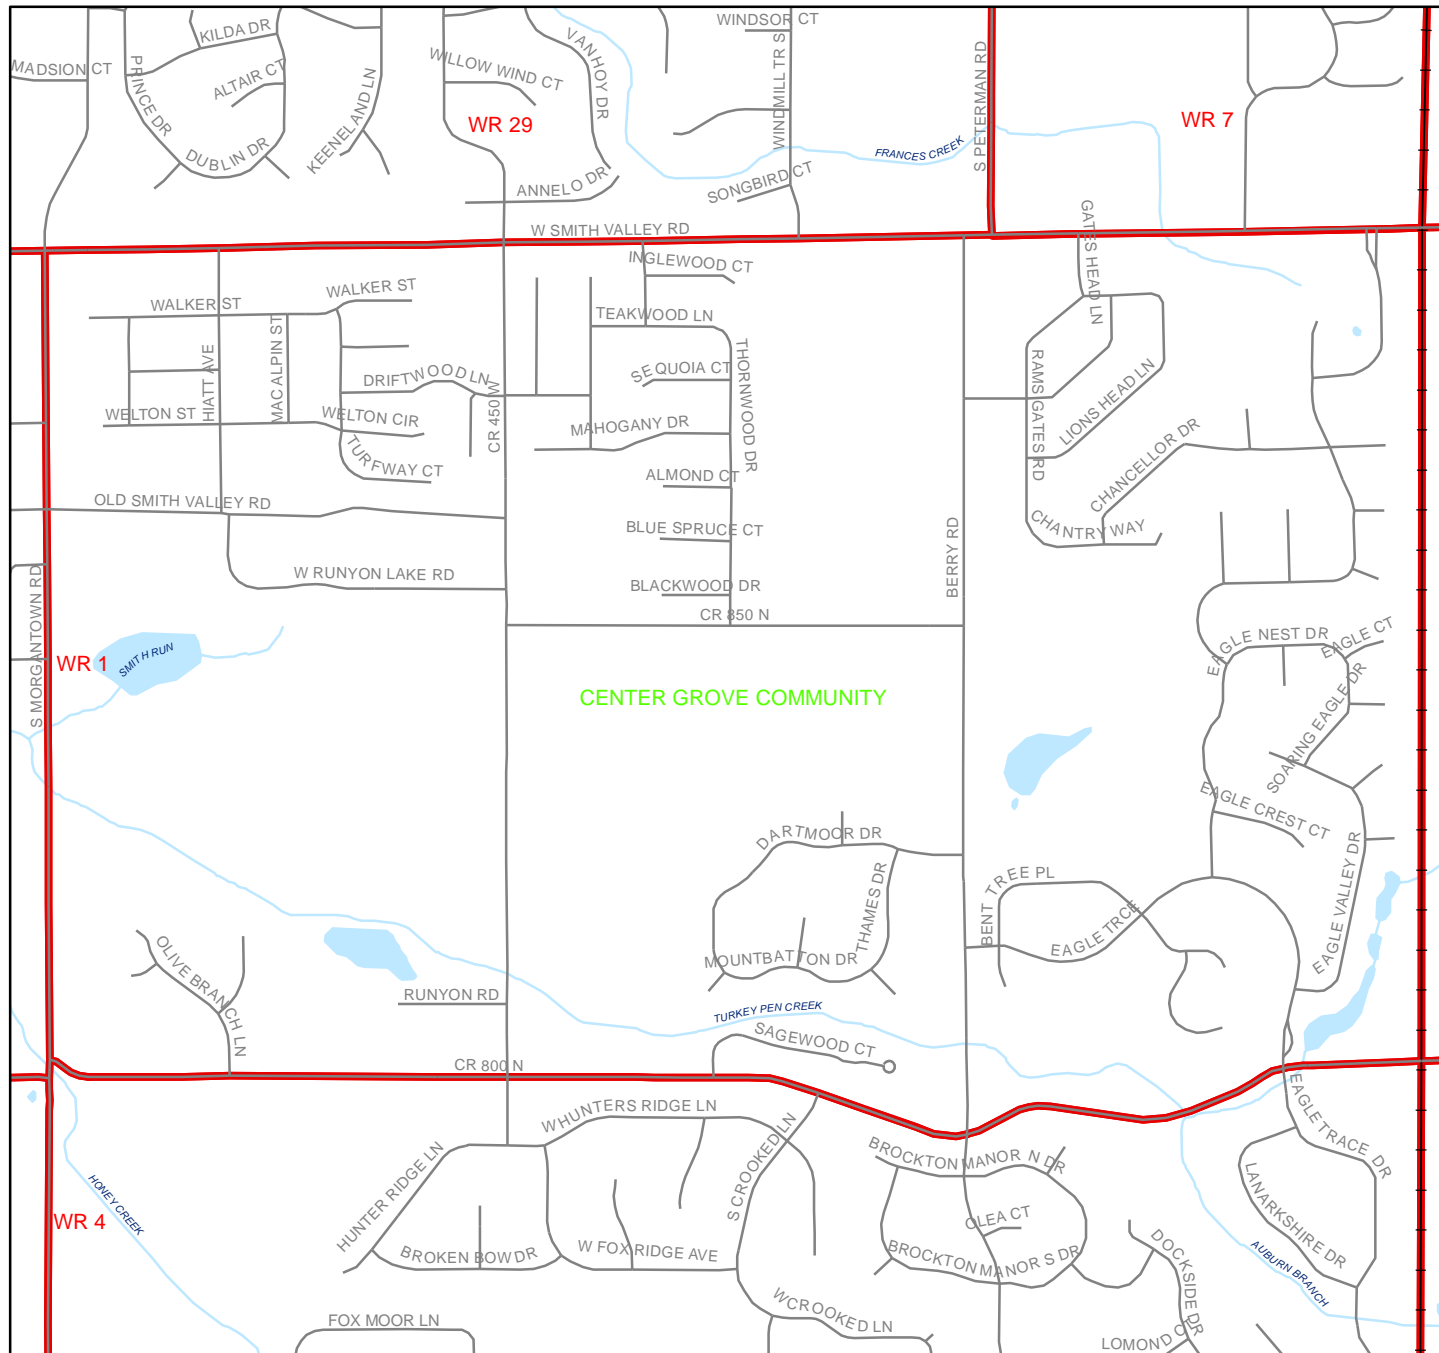 WINDSOR CT
KILDA DR
MADSION CT
ALTAIR CT
PRINCE DR
DUBLIN DR
KEENELAND LN
WILLOW WIND CT
VANHOY DR
WINDMILL TR S
S PETERMAN RD
WR 29
WR 7
FRANCES CREEK
SONGBIRD CT
ANNELO DR
W SMITH VALLEY RD
GATES HEAD LN
INGLEWOOD CT
WALKER ST
WALKER ST
TEAKWOOD LN
MAC ALPIN ST
HIATT AVE
DRIFTWOOD LN
SEQUOIA CT
THORNWOOD DR
RAMS GATES RD
LIONS HEAD LN
WELTON ST
WELTON CIR
CR 450 W
MAHOGANY DR
TURFWAY CT
CHANCELLOR DR
ALMOND CT
OLD SMITH VALLEY RD
BLUE SPRUCE CT
CHANTRY WAY
BERRY RD
W RUNYON LAKE RD
BLACKWOOD DR
CR 850 N
S MORGANTOWN RD
WR 1
SMITH RUN
EAGLE NEST DR
EAGLE CT
CENTER GROVE COMMUNITY
SOARING EAGLE DR
EAGLE CREST CT
DARTMOOR DR
THAMES DR
BENT TREE PL
EAGLE TRCE
EAGLE VALLEY DR
OLIVE BRANCH LN
MOUNTBATTON DR
RUNYON RD
TURKEY PEN CREEK
SAGEWOOD CT
CR 800 N
EAGLE TRACE DR
W HUNTERS RIDGE LN
HUNTER RIDGE LN
S CROOKED LN
BROCKTON MANOR N DR
LANARKSHIRE DR
HONEY CREEK
WR 4
OLEA CT
BROKEN BOW DR
W FOX RIDGE AVE
BROCKTON MANOR S DR
DOCKSIDE DR
AUBURN BRANCH
FOX MOOR LN
W CROOKED LN
LOMOND CT